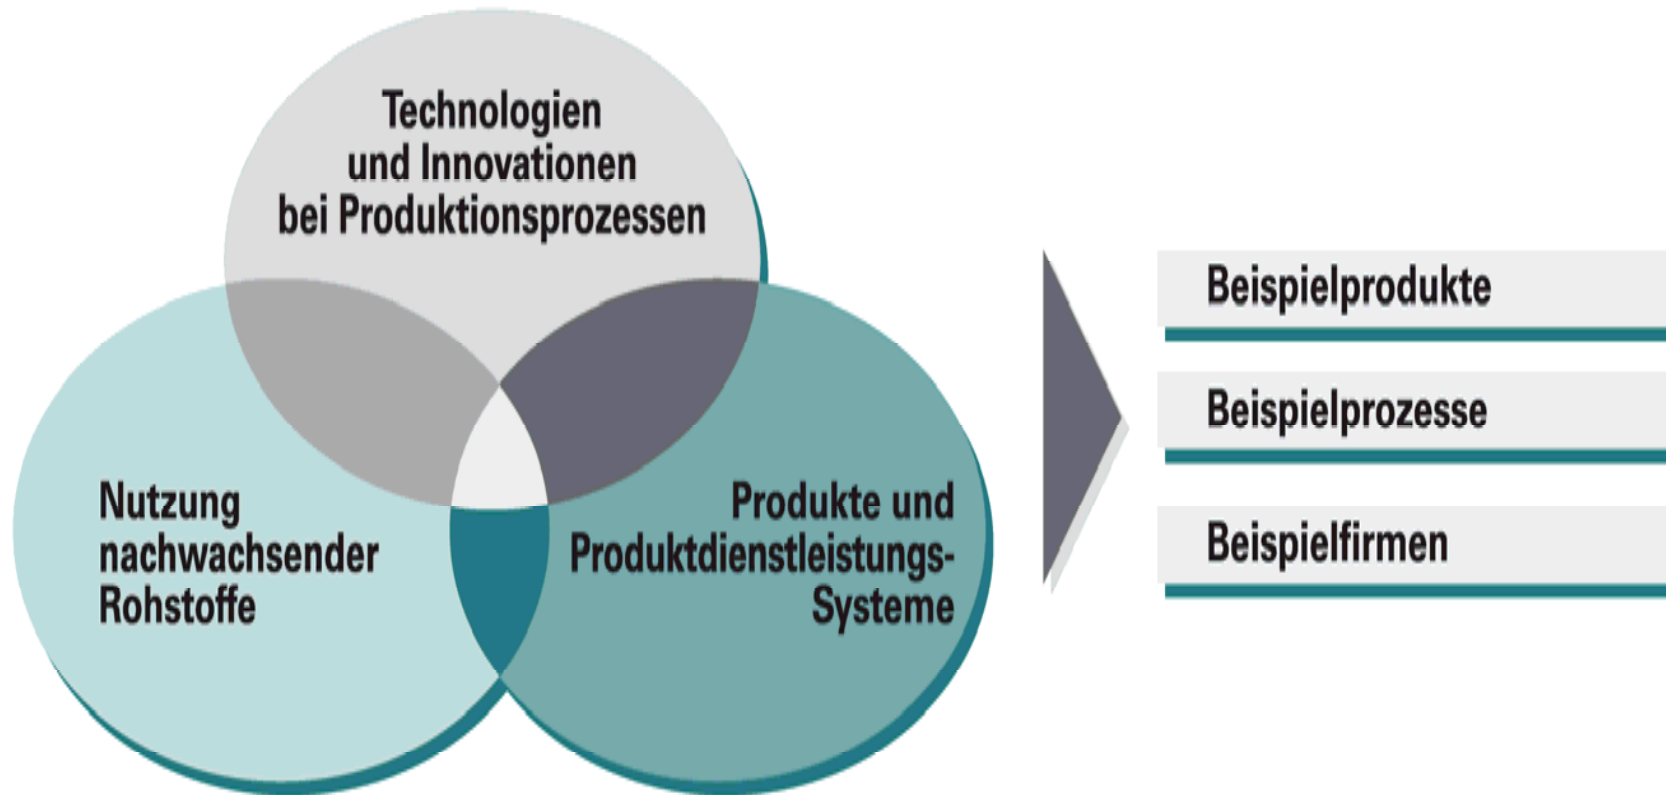 Technologien
und Innovationen
bei Produktionsprozessen
Nutzung
nachwachsender
Rohstoffe
Produkte und
Produktdienstleistungs-
Systeme
Beispielprodukte
Beispielprozesse
Beispielfirmen